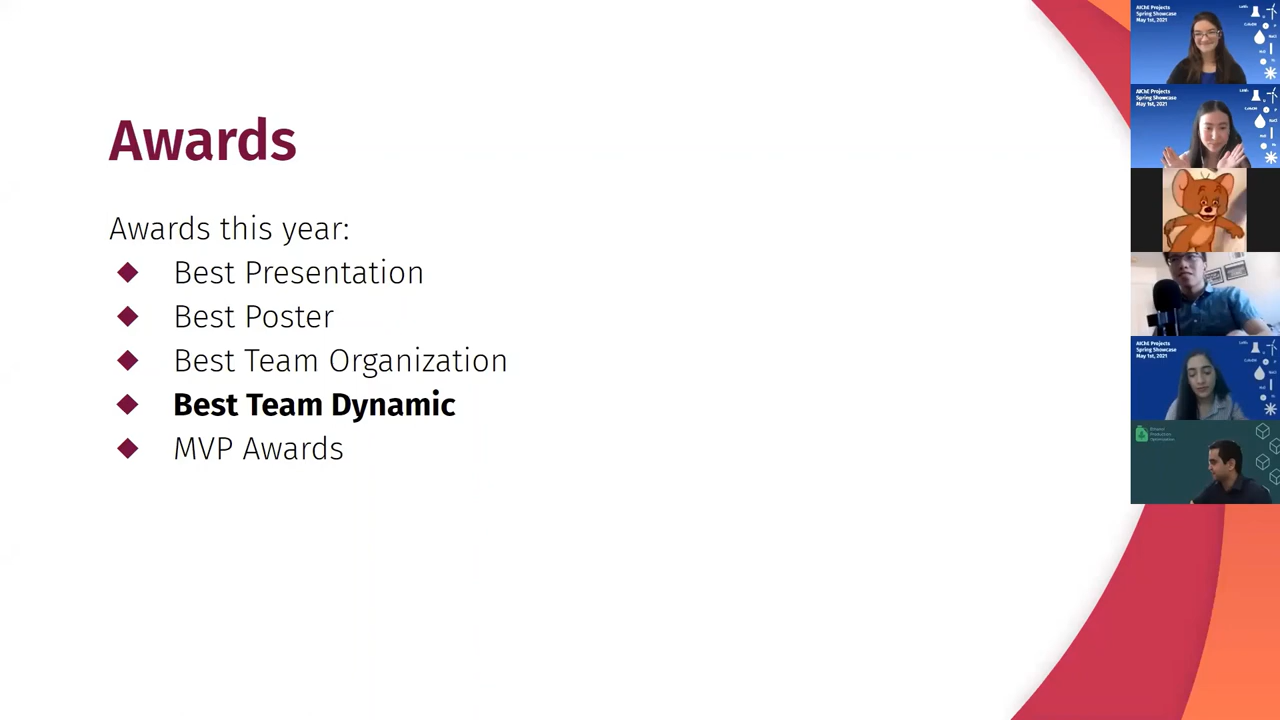 Awards
Awards this year:
Best Presentation
Best Poster
Best Team Organization
Best Team Dynamic
MVP Awards
AIChE Projects
Spring Showcase
May 1st, 2021
AIChE Projects
Spring Showcase
May 1st, 2021
AIChE Projects
Spring Showcase
May 1st, 2021